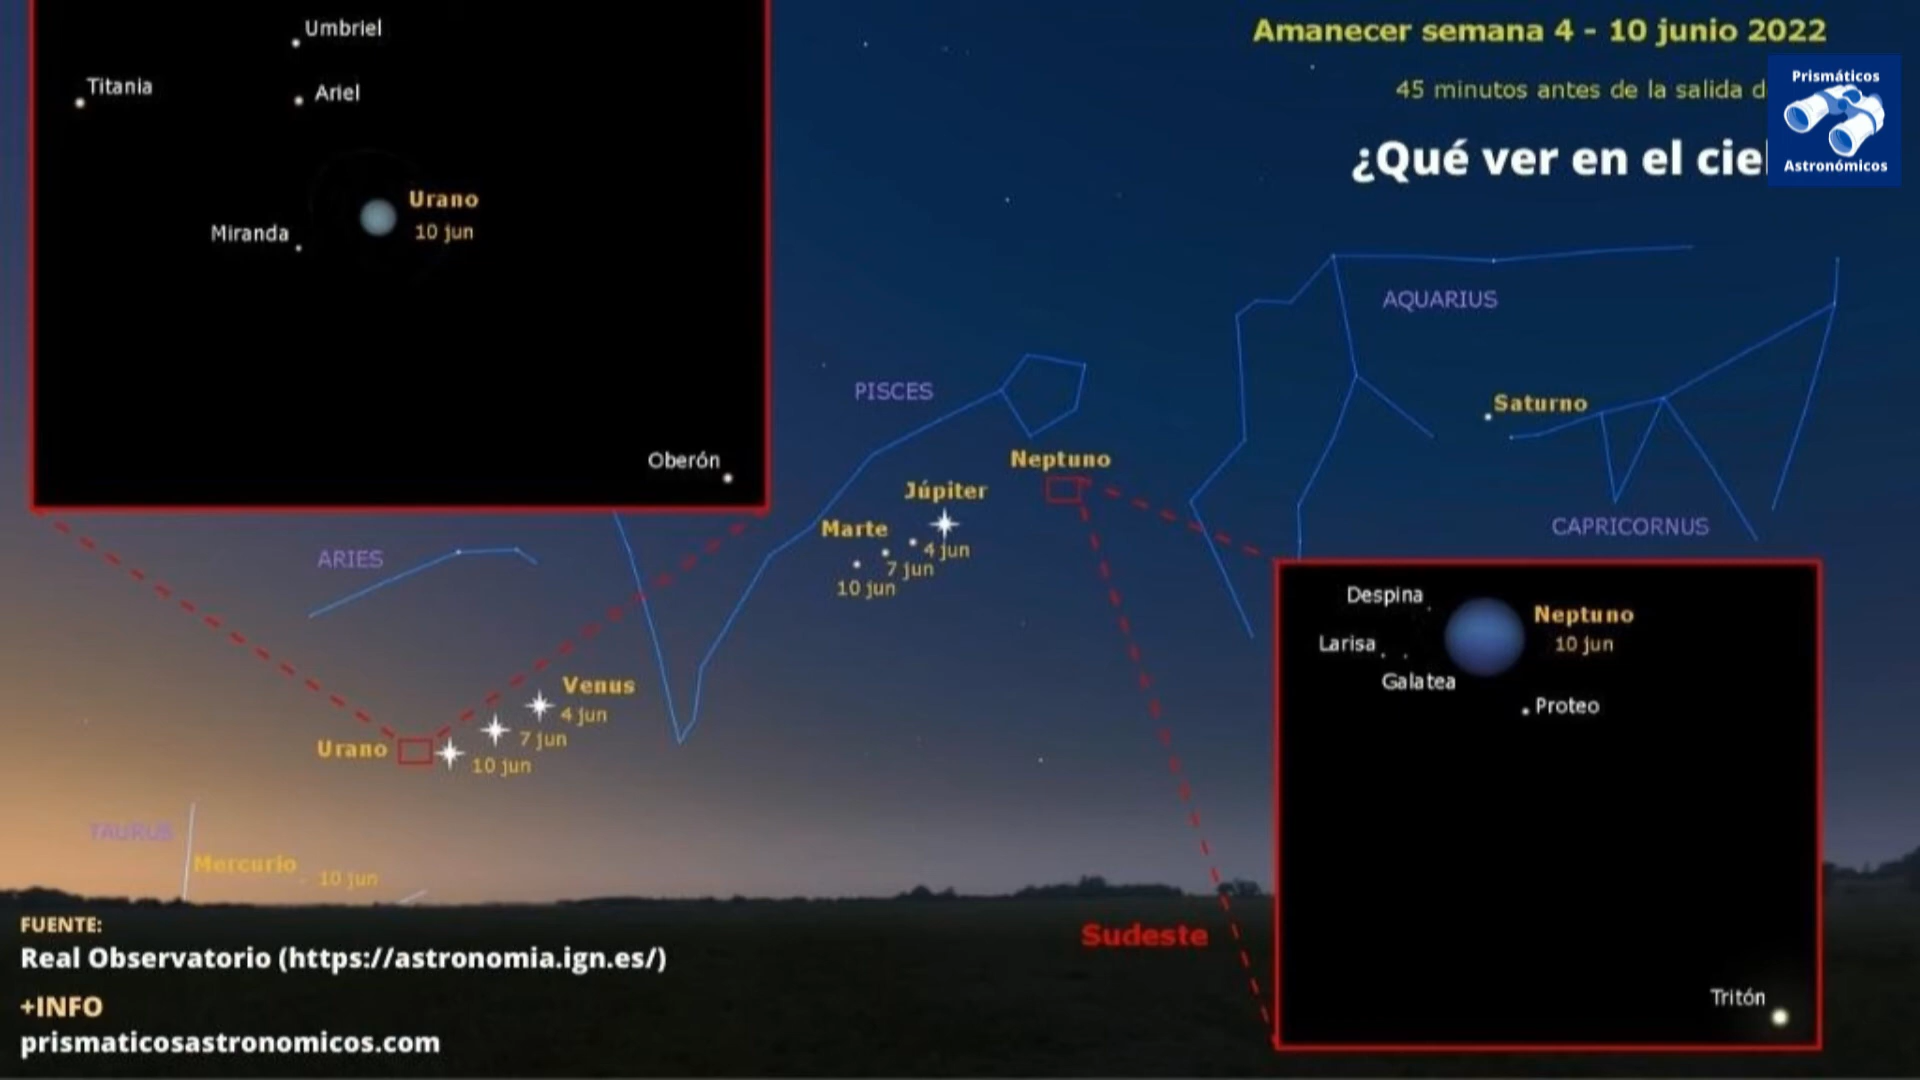 Umbriel
Titania
Ariel
Urano
10 jun
Miranda
Oberón
Amanecer semana 4 - 10 junio 2022
45 minutos antes de la salida
¿Qué ver en el
Prismáticos
Astronómicos
AQUARIUS
PISCES
Saturno
Neptuno
Júpiter
Marte
4 jun
7 jun
10 jun
CAPRICORNUS
ARIES
Venus
4 jun
7 jun
10 jun
Urano
TAURUS
Mercurio
10 jun
Despina
Neptuno
10 jun
Larisa
Galatea
Proteo
Tritón
Sudeste
FUENTE:
Real Observatorio (https://astronomia.ign.es/)
+INFO
prismaticosastronomicos.com